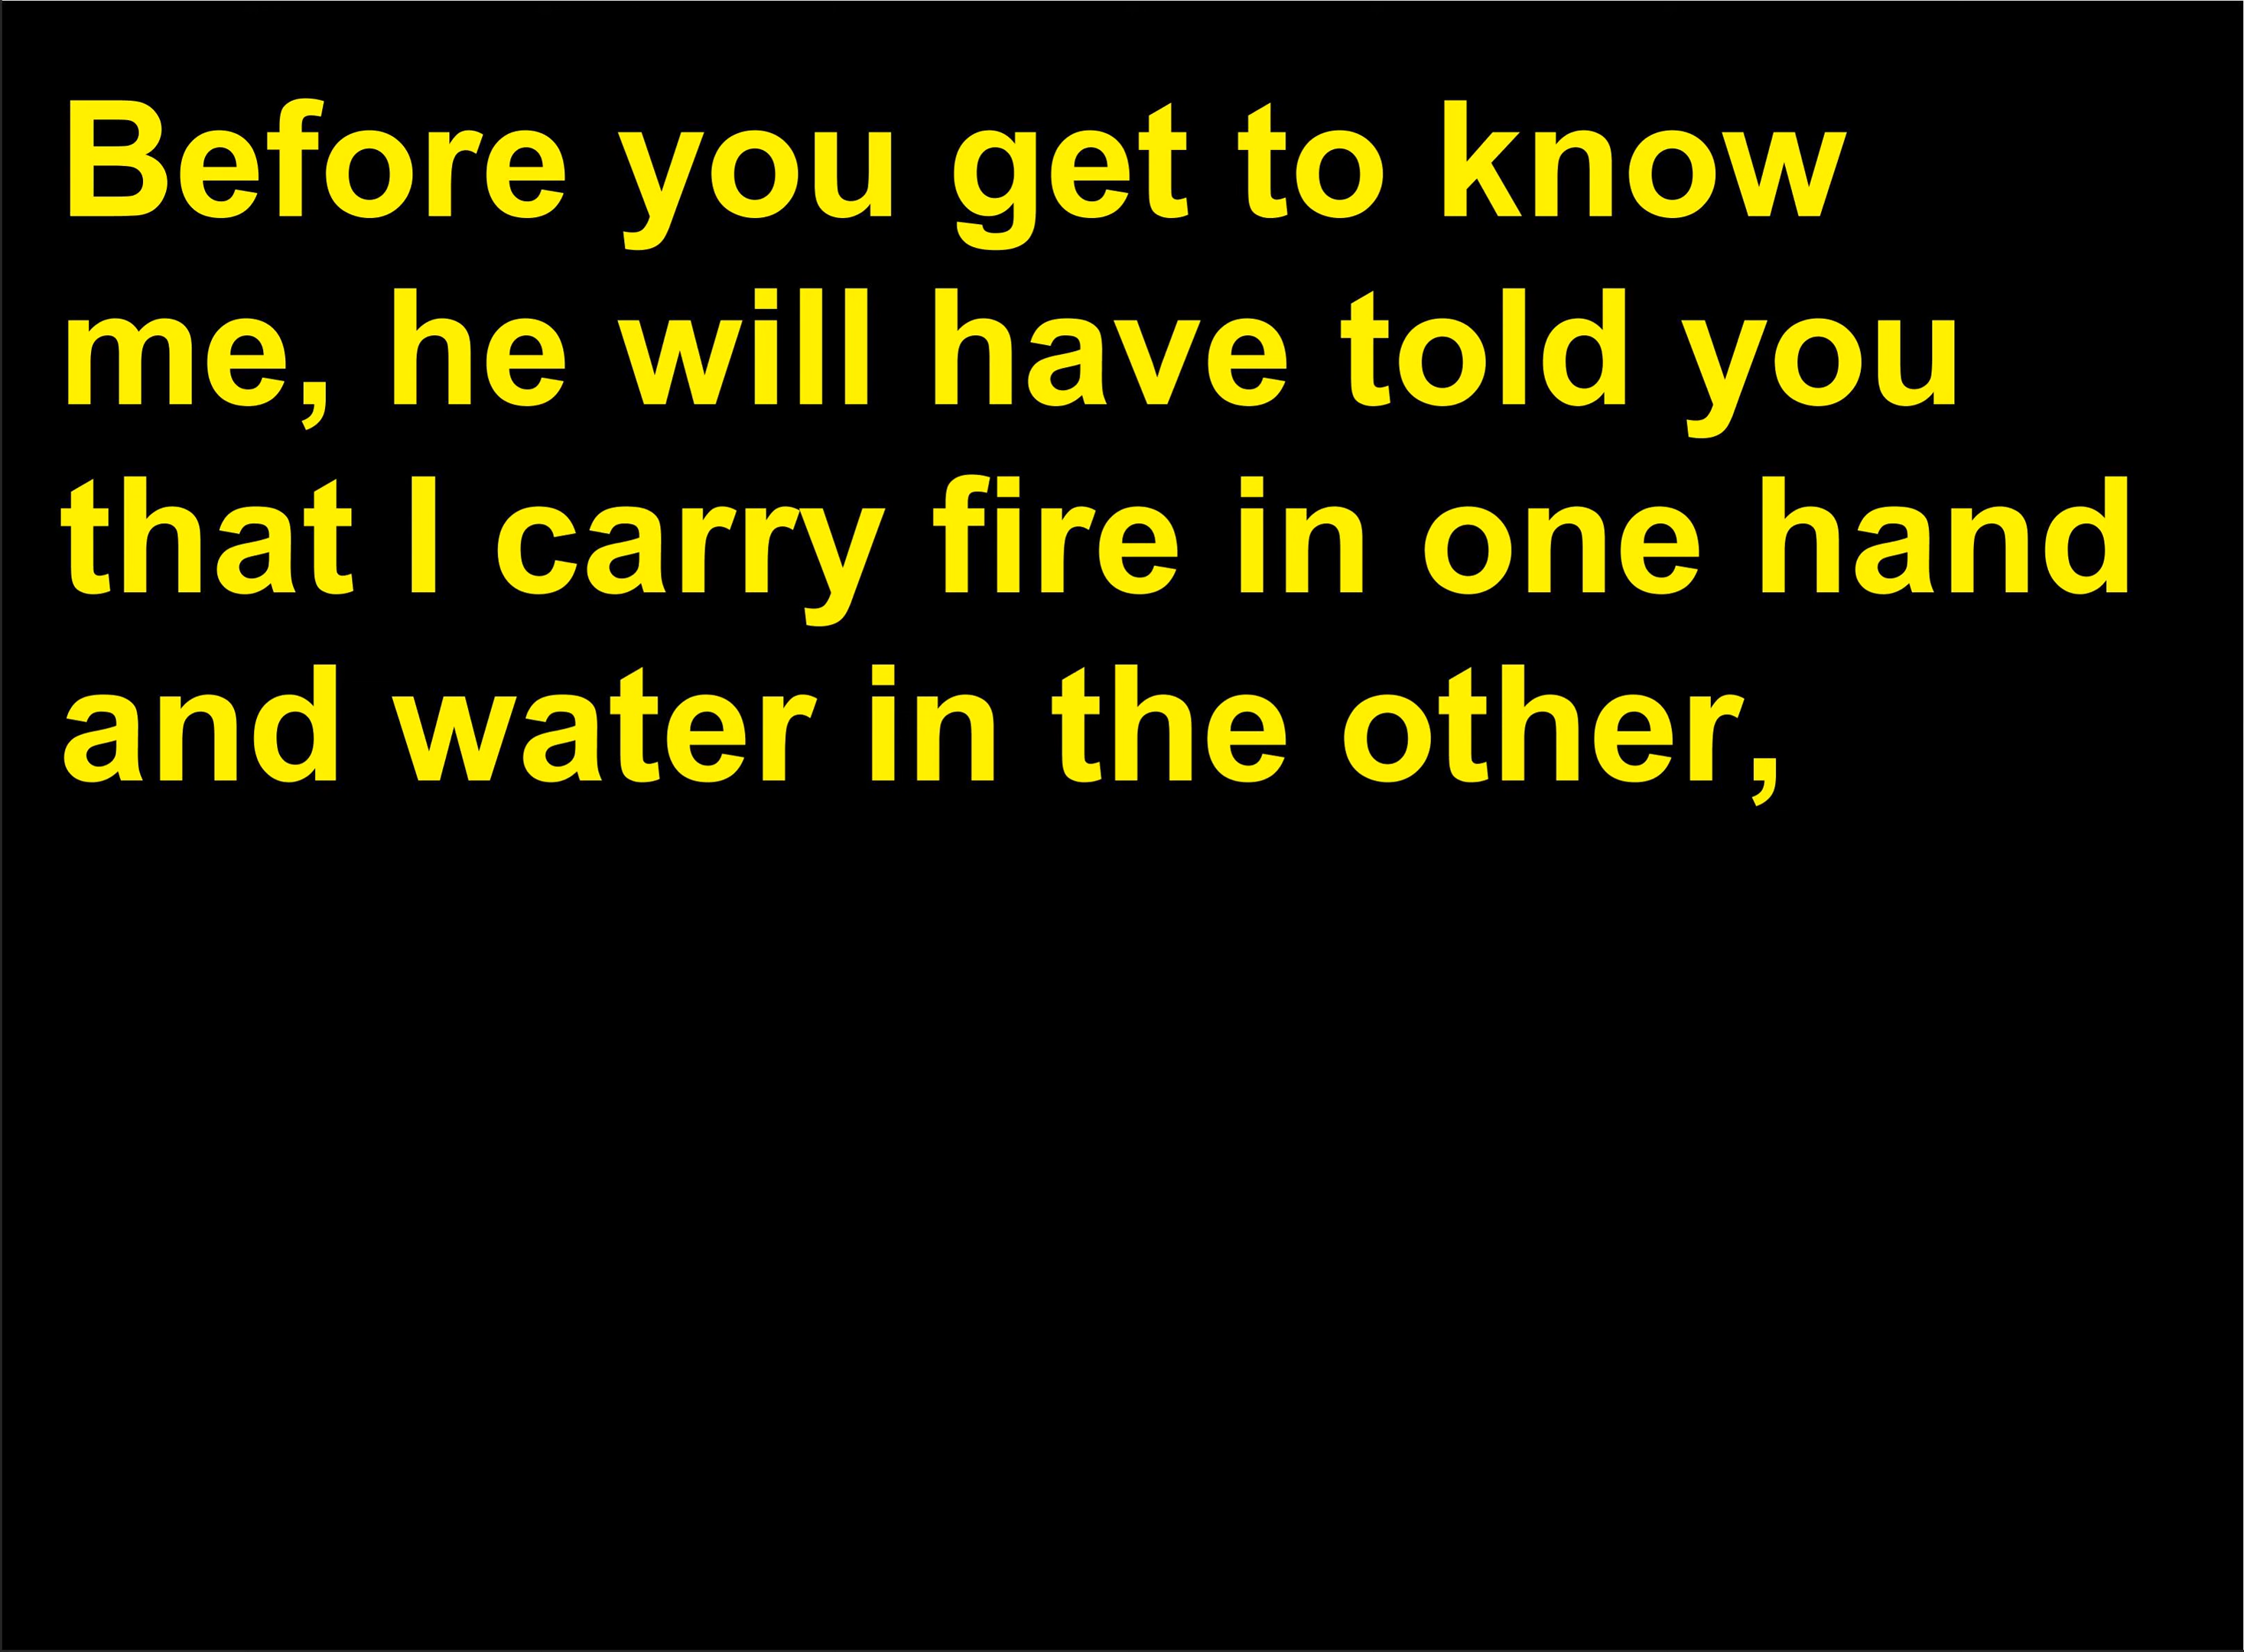 Before you get to know
me, he will have told you
that I carry fire in one hand
and water in the other,